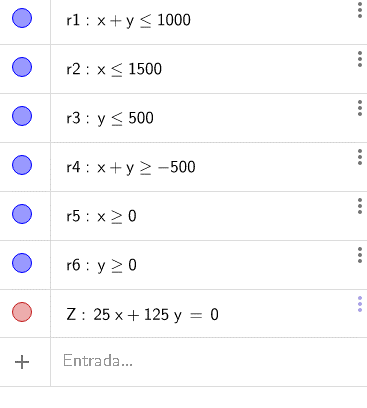 r1 : x + y ≤ 1000
r2 : x ≤ 1500
r3 : y ≤ 500
r4 : x + y ≥ −500
r5 : x ≥ 0
r6 : y ≥ 0
Z : 25 x + 125 y = 0
Entrada...